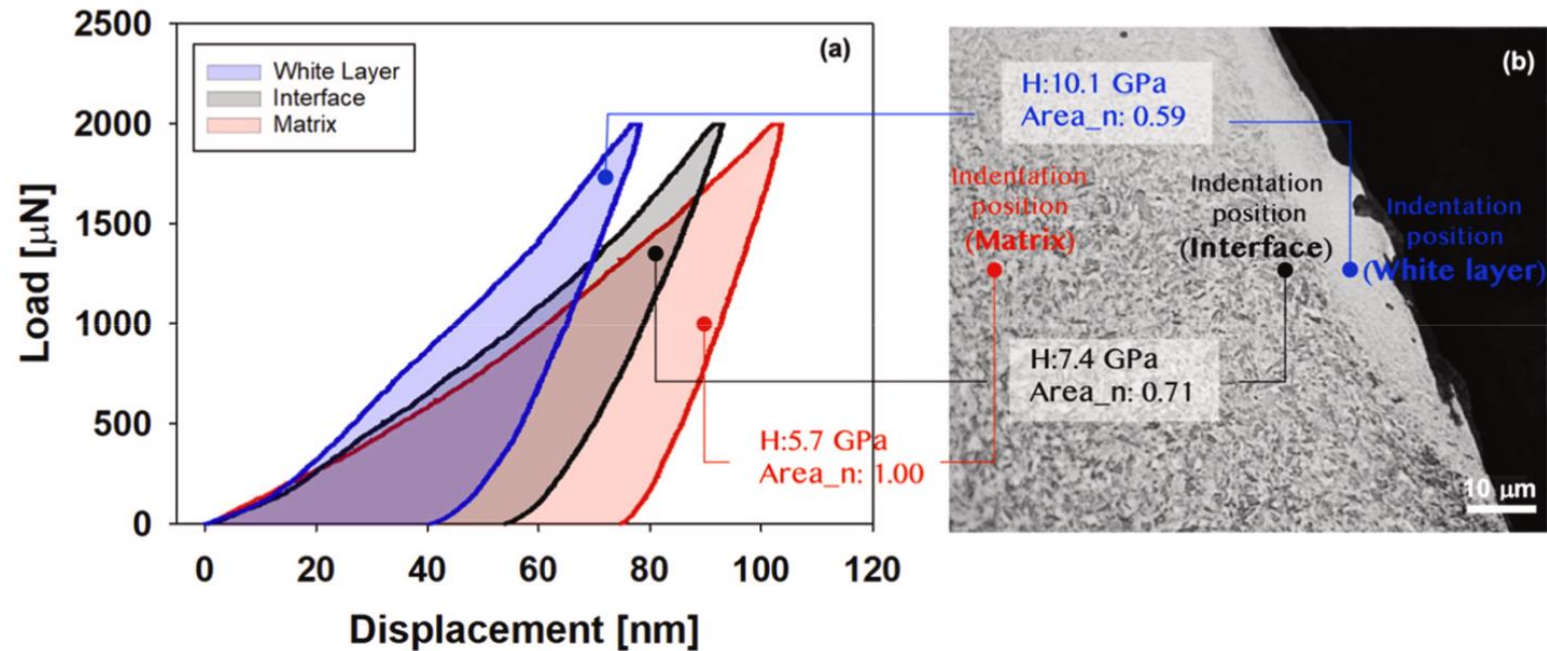 2500
2000
1500
1000
500
0
Load [µN]
0 20 40 60 80 100 120
Displacement [nm]
White Layer
Interface
Matrix
(a)
H:5.7 GPa
Area_n: 1.00
(b)
H:10.1 GPa
Area_n: 0.59
Indentation
position
(Matrix)
Indentation
position
(Interface)
Indentation
position
(White layer)
H:7.4 GPa
Area_n: 0.71
10 µm